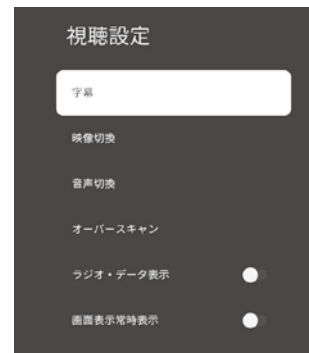 視聴設定
字幕
映像切換
音声切換
オーバースキャン
ラジオ・データ表示
画面表示常時表示